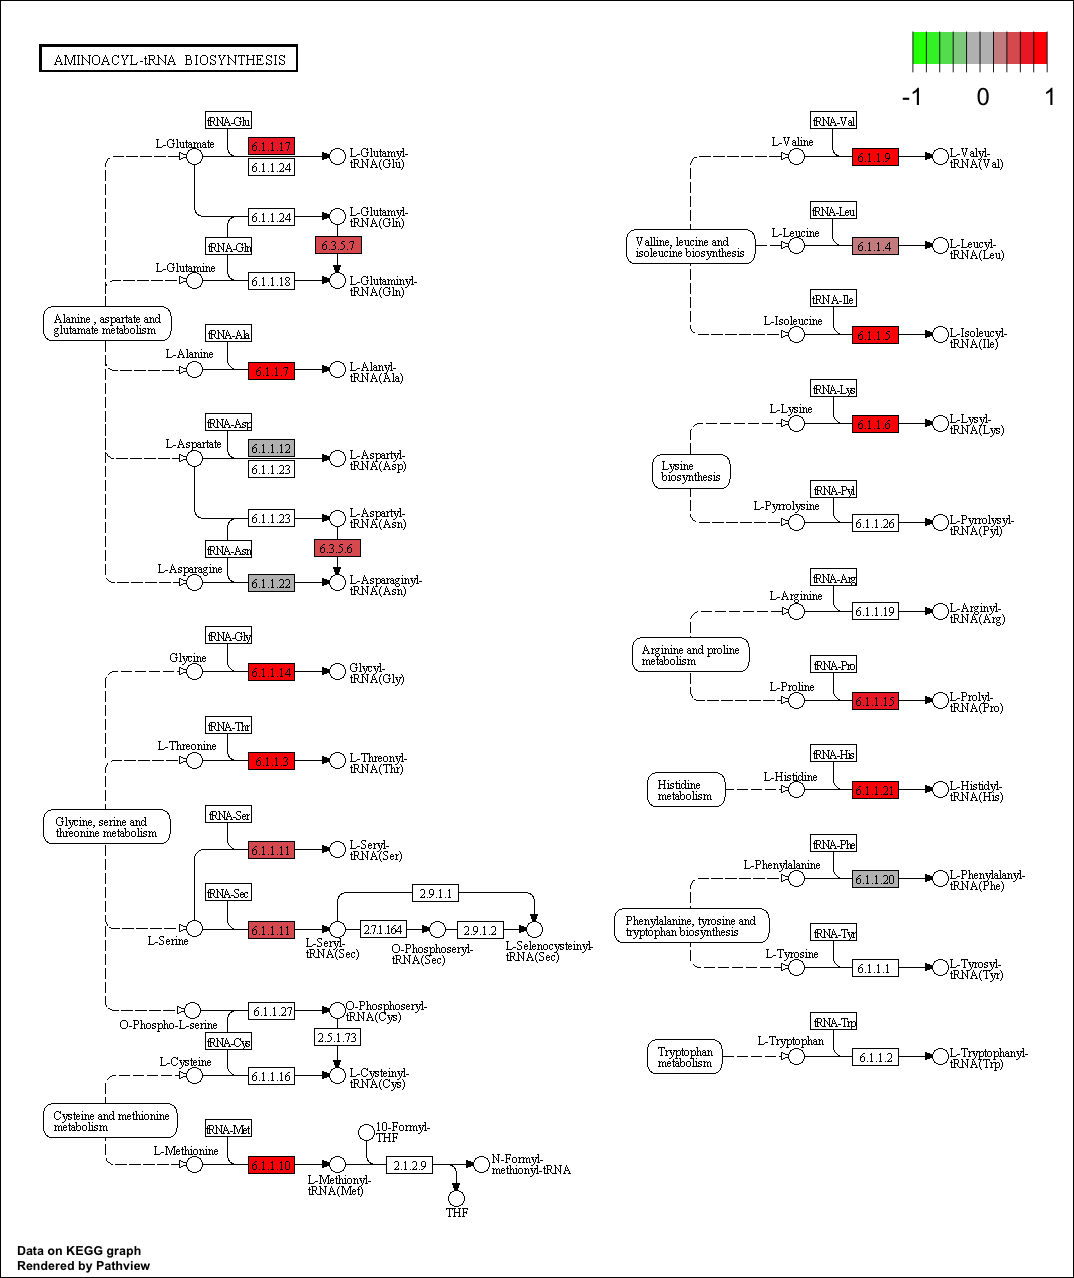 AMINOACYL-tRNA BIOSYNTHESIS
-1 0 1
tRNA-Glu
L-Glutamate
6.1.1.17
6.1.1.24
L-Glutamyl-
tRNA(Glu)
6.1.1.24
L-Glutamyl-
tRNA(Gln)
tRNA-Gln
6.3.5.7
L-Glutamine
6.1.1.18
L-Glutaminyl-
tRNA(Gln)
Alanine , aspartate and
glutamate metabolism
tRNA-Ala
L-Alanine
6.1.1.7
L-Alanyl-
tRNA(Ala)
tRNA-Asp
L-Aspartate
6.1.1.12
6.1.1.23
L-Aspartyl-
tRNA(Asp)
6.1.1.23
L-Aspartyl-
tRNA(Asn)
tRNA-Asn
6.3.5.6
L-Asparagine
6.1.1.22
L-Asparaginyl-
tRNA(Asn)
tRNA-Gly
Glycine
6.1.1.14
Glycyl-
tRNA(Gly)
tRNA-Thr
L-Threonine
6.1.1.3
L-Threonyl-
tRNA(Thr)
Glycine, serine and
threonine metabolism
tRNA-Ser
6.1.1.11
L-Seryl-
tRNA(Ser)
tRNA-Sec
L-Serine
6.1.1.11
L-Seryl-
tRNA(Sec)
2.9.1.1
2.7.1.164
O-Phosphoseryl-
tRNA(Sec)
2.9.1.2
L-Selenocysteinyl-
tRNA(Sec)
O-Phospho-L-serine
6.1.1.27
O-Phosphoseryl-
tRNA(Cys)
tRNA-Cys
2.5.1.73
L-Cysteine
6.1.1.16
L-Cysteinyl-
tRNA(Cys)
Cysteine and methionine
metabolism
tRNA-Met
L-Methionine
6.1.1.10
L-Methionyl-
tRNA(Met)
10-Formyl-
THF
2.1.2.9
N-Formyl-
methionyl-tRNA
THF
tRNA-Val
L-Valine
6.1.1.9
L-Valyl-
tRNA(Val)
tRNA-Leu
Valline, leucine and
isoleucine biosynthesis
L-Leucine
6.1.1.4
L-Leucyl-
tRNA(Leu)
tRNA-Ile
L-Isoleucine
6.1.1.5
L-Isoleucyl-
tRNA(Ile)
tRNA-Lys
L-Lysine
6.1.1.6
L-Lysyl-
tRNA(Lys)
Lysine
biosynthesis
tRNA-Pyl
L-Pyrrolysine
6.1.1.26
L-Pyrrolysyl-
tRNA(Pyl)
tRNA-Arg
L-Arginine
6.1.1.19
L-Arginyl-
tRNA(Arg)
Arginine and proline
metabolism
tRNA-Pro
L-Proline
6.1.1.15
L-Prolyl-
tRNA(Pro)
tRNA-His
Histidine
metabolism
L-Histidine
6.1.1.21
L-Histidyl-
tRNA(His)
tRNA-Phe
L-Phenylalanine
6.1.1.20
L-Phenylalanyl-
tRNA(Phe)
Phenylalanine, tyrosine and
tryptophan biosynthesis
tRNA-Tyr
L-Tyrosine
6.1.1.1
L-Tyrosyl-
tRNA(Tyr)
tRNA-Trp
Tryptophan
metabolism
L-Tryptophan
6.1.1.2
L-Tryptophanyl-
tRNA(Trp)
Data on KEGG graph
Rendered by Pathview